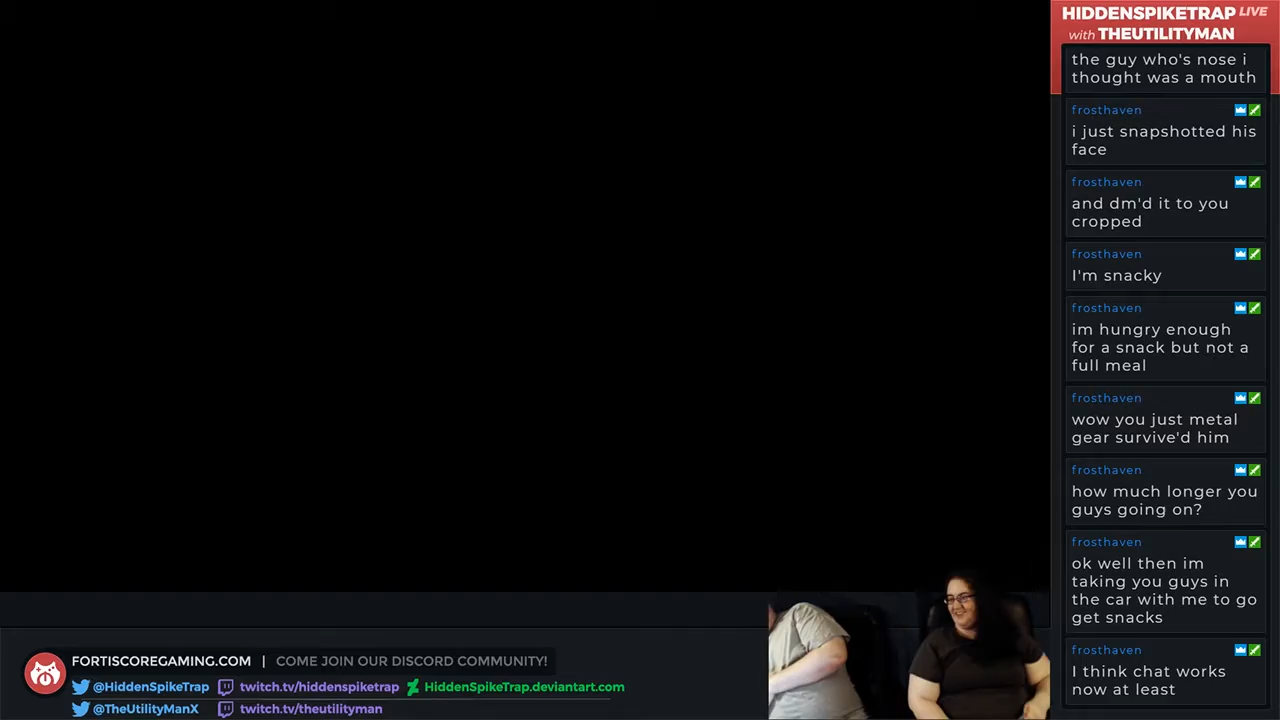 HIDDENSPIKETRAP LIVE
with THEUTILITYMAN
the guy who's nose i
thought was a mouth
frosthaven
i just snapshotted his
face
frosthaven
and dm'd it to you
cropped
frosthaven
I'm snacky
frosthaven
im hungry enough
for a snack but not a
full meal
frosthaven
wow you just metal
gear survive'd him
frosthaven
how much longer you
guys going on?
frosthaven
ok well then im
taking you guys in
the car with me to go
get snacks
frosthaven
I think chat works
now at least
FORTISCOREGAMING.COM | COME JOIN OUR DISCORD COMMUNITY!
@HiddenSpikeTrap twitch.tv/hiddenspiketrap HiddenSpikeTrap.deviantart.com
@TheUtilityManX twitch.tv/theutilityman